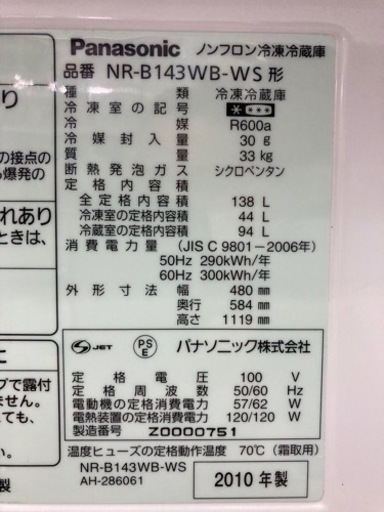 Panasonic ノンフロン冷凍冷蔵庫
品番 NR-B143WB-WS 形
種類 冷凍冷蔵庫
冷凍室の記号
冷媒 R600a
冷媒封入量 30 g
質量 33 kg
断熱発泡ガス シクロペンタン
定格内容積
全定格内容積 138 L
冷凍室の定格内容積 44 L
冷蔵室の定格内容積 94 L
消費電力量 (JIS C 9801−2006年)
50Hz 290kWh/年
60Hz 300kWh/年
外形寸法 幅 480 mm
奥行 584 mm
高さ 1119 mm
S JET PSE パナソニック株式会社
定格電圧 100 V
定格周波数 50/60 Hz
電動機の定格消費電力 57/62 W
電熱装置の定格消費電力 120/120 W
製造番号 Z0000751
温度ヒューズの定格動作温度 70℃ (霜取用)
NR-B143WB-WS
AH-286061
2010 年製
り
の接点の
爆発の
れあり
ときは、
に
プで露付
ません。
ても、
製